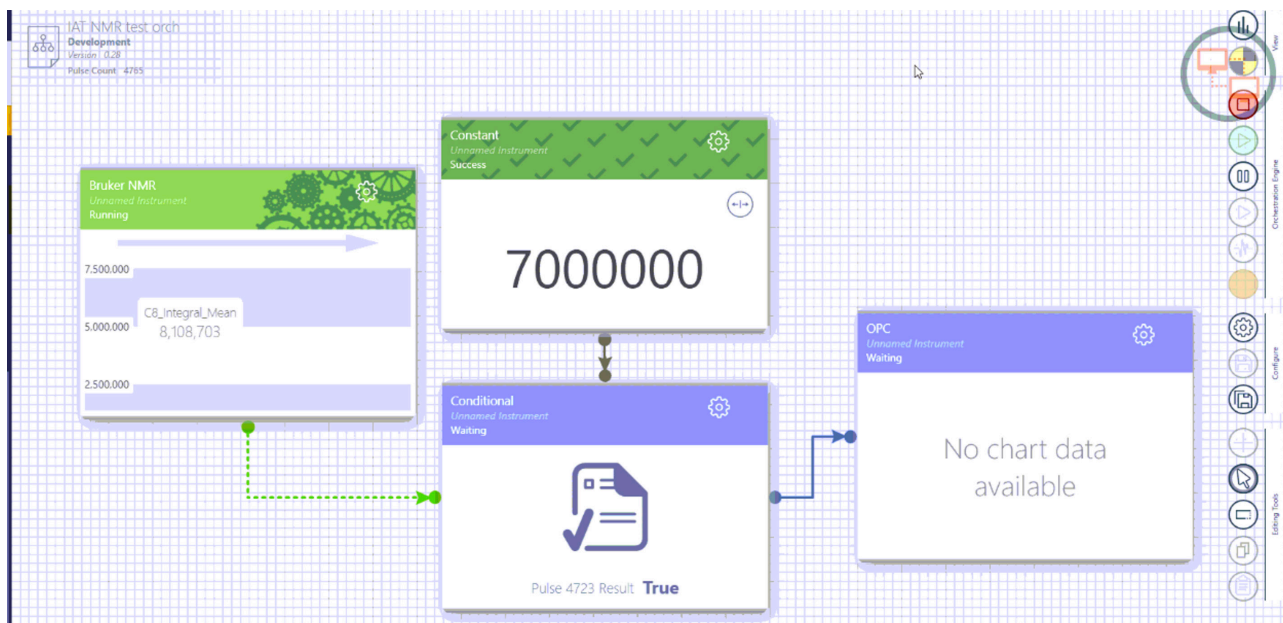 IAT NMR test orch
Development
Version 0.28
Pulse Count 4765
View
Constant
Unnamed Instrument
Success
7000000
Bruker NMR
Unnamed Instrument
Running
7.500.000
C8_Integral_Mean
5.000.000
8,108,703
2.500.000
Orchestration Engine
OPC
Unnamed Instrument
Waiting
No chart data
available
Configure
Conditional
Unnamed Instrument
Waiting
Pulse 4723 Result True
Editing Tools